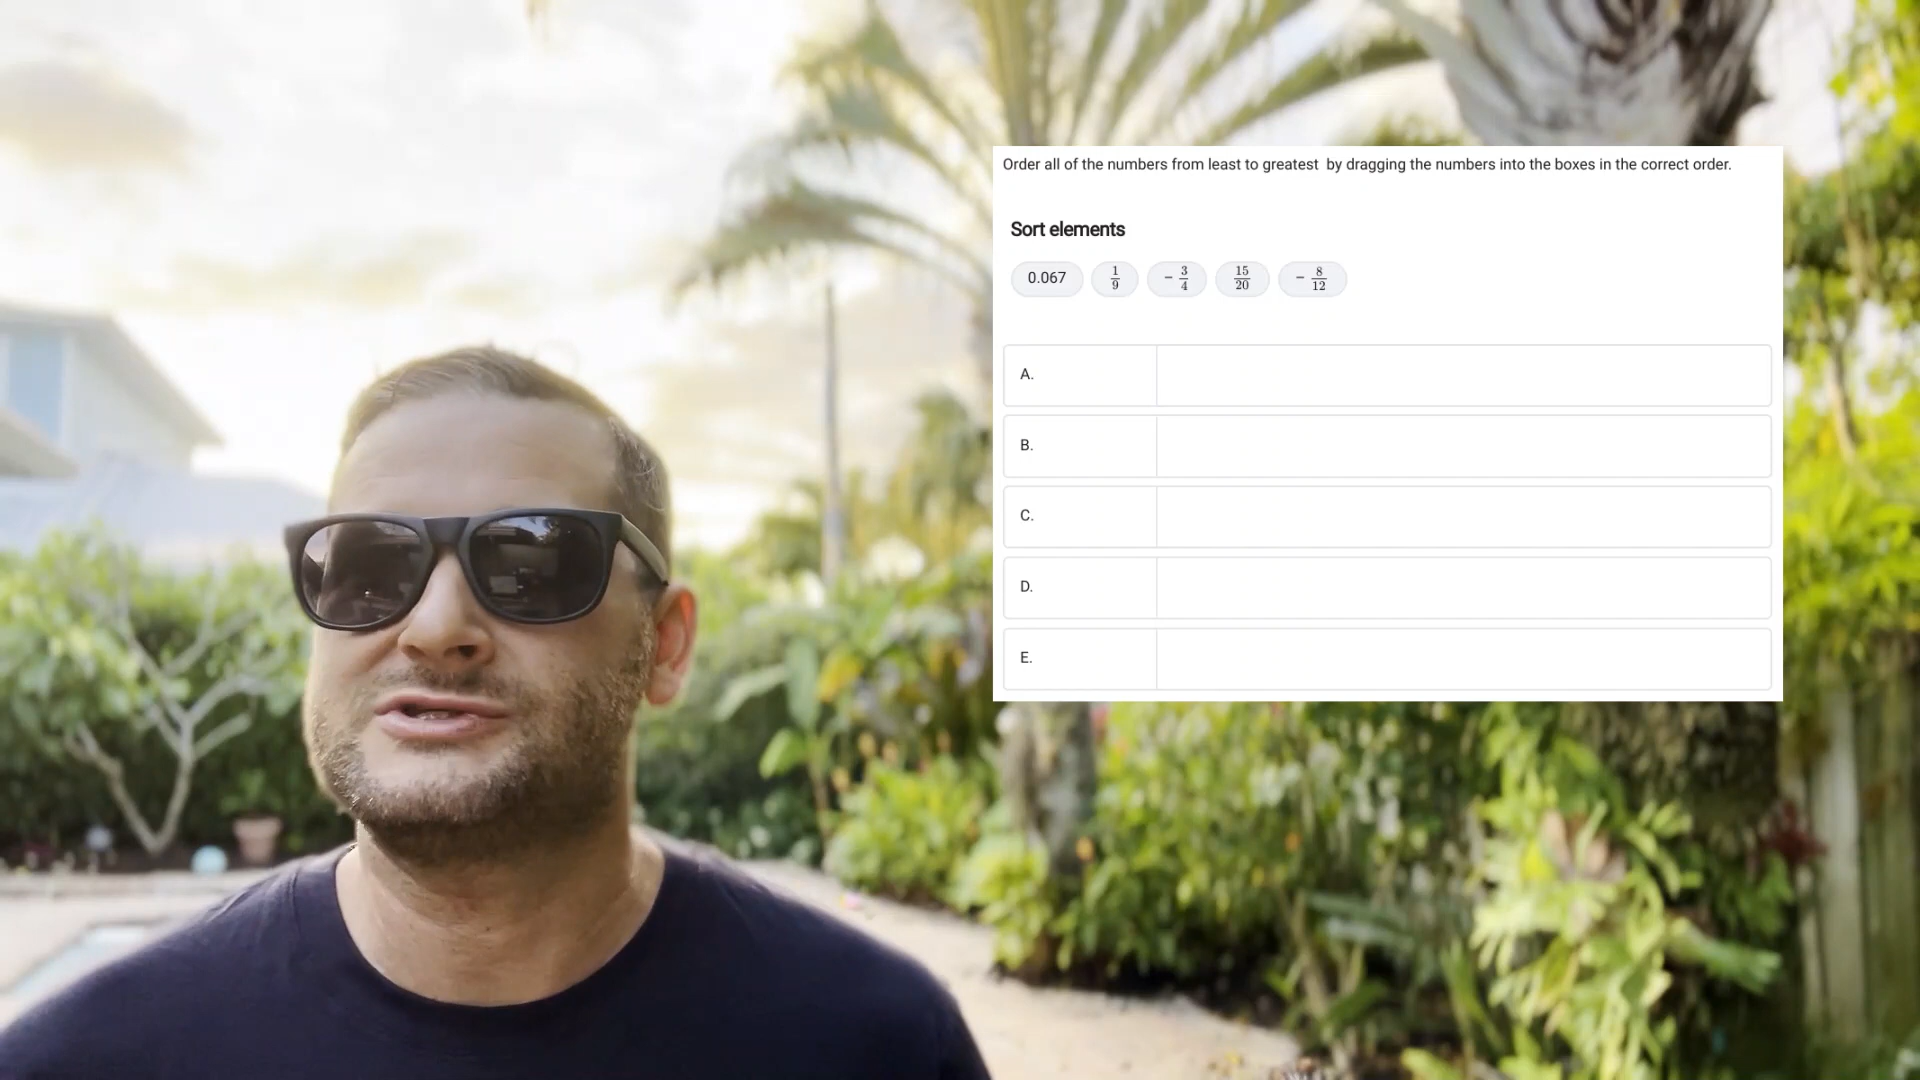 Order all of the numbers from least to greatest by dragging the numbers into the boxes in the correct order.
Sort elements
0.067 1/9 - 3/4 15/20 - 8/12
A.
B.
C.
D.
E.